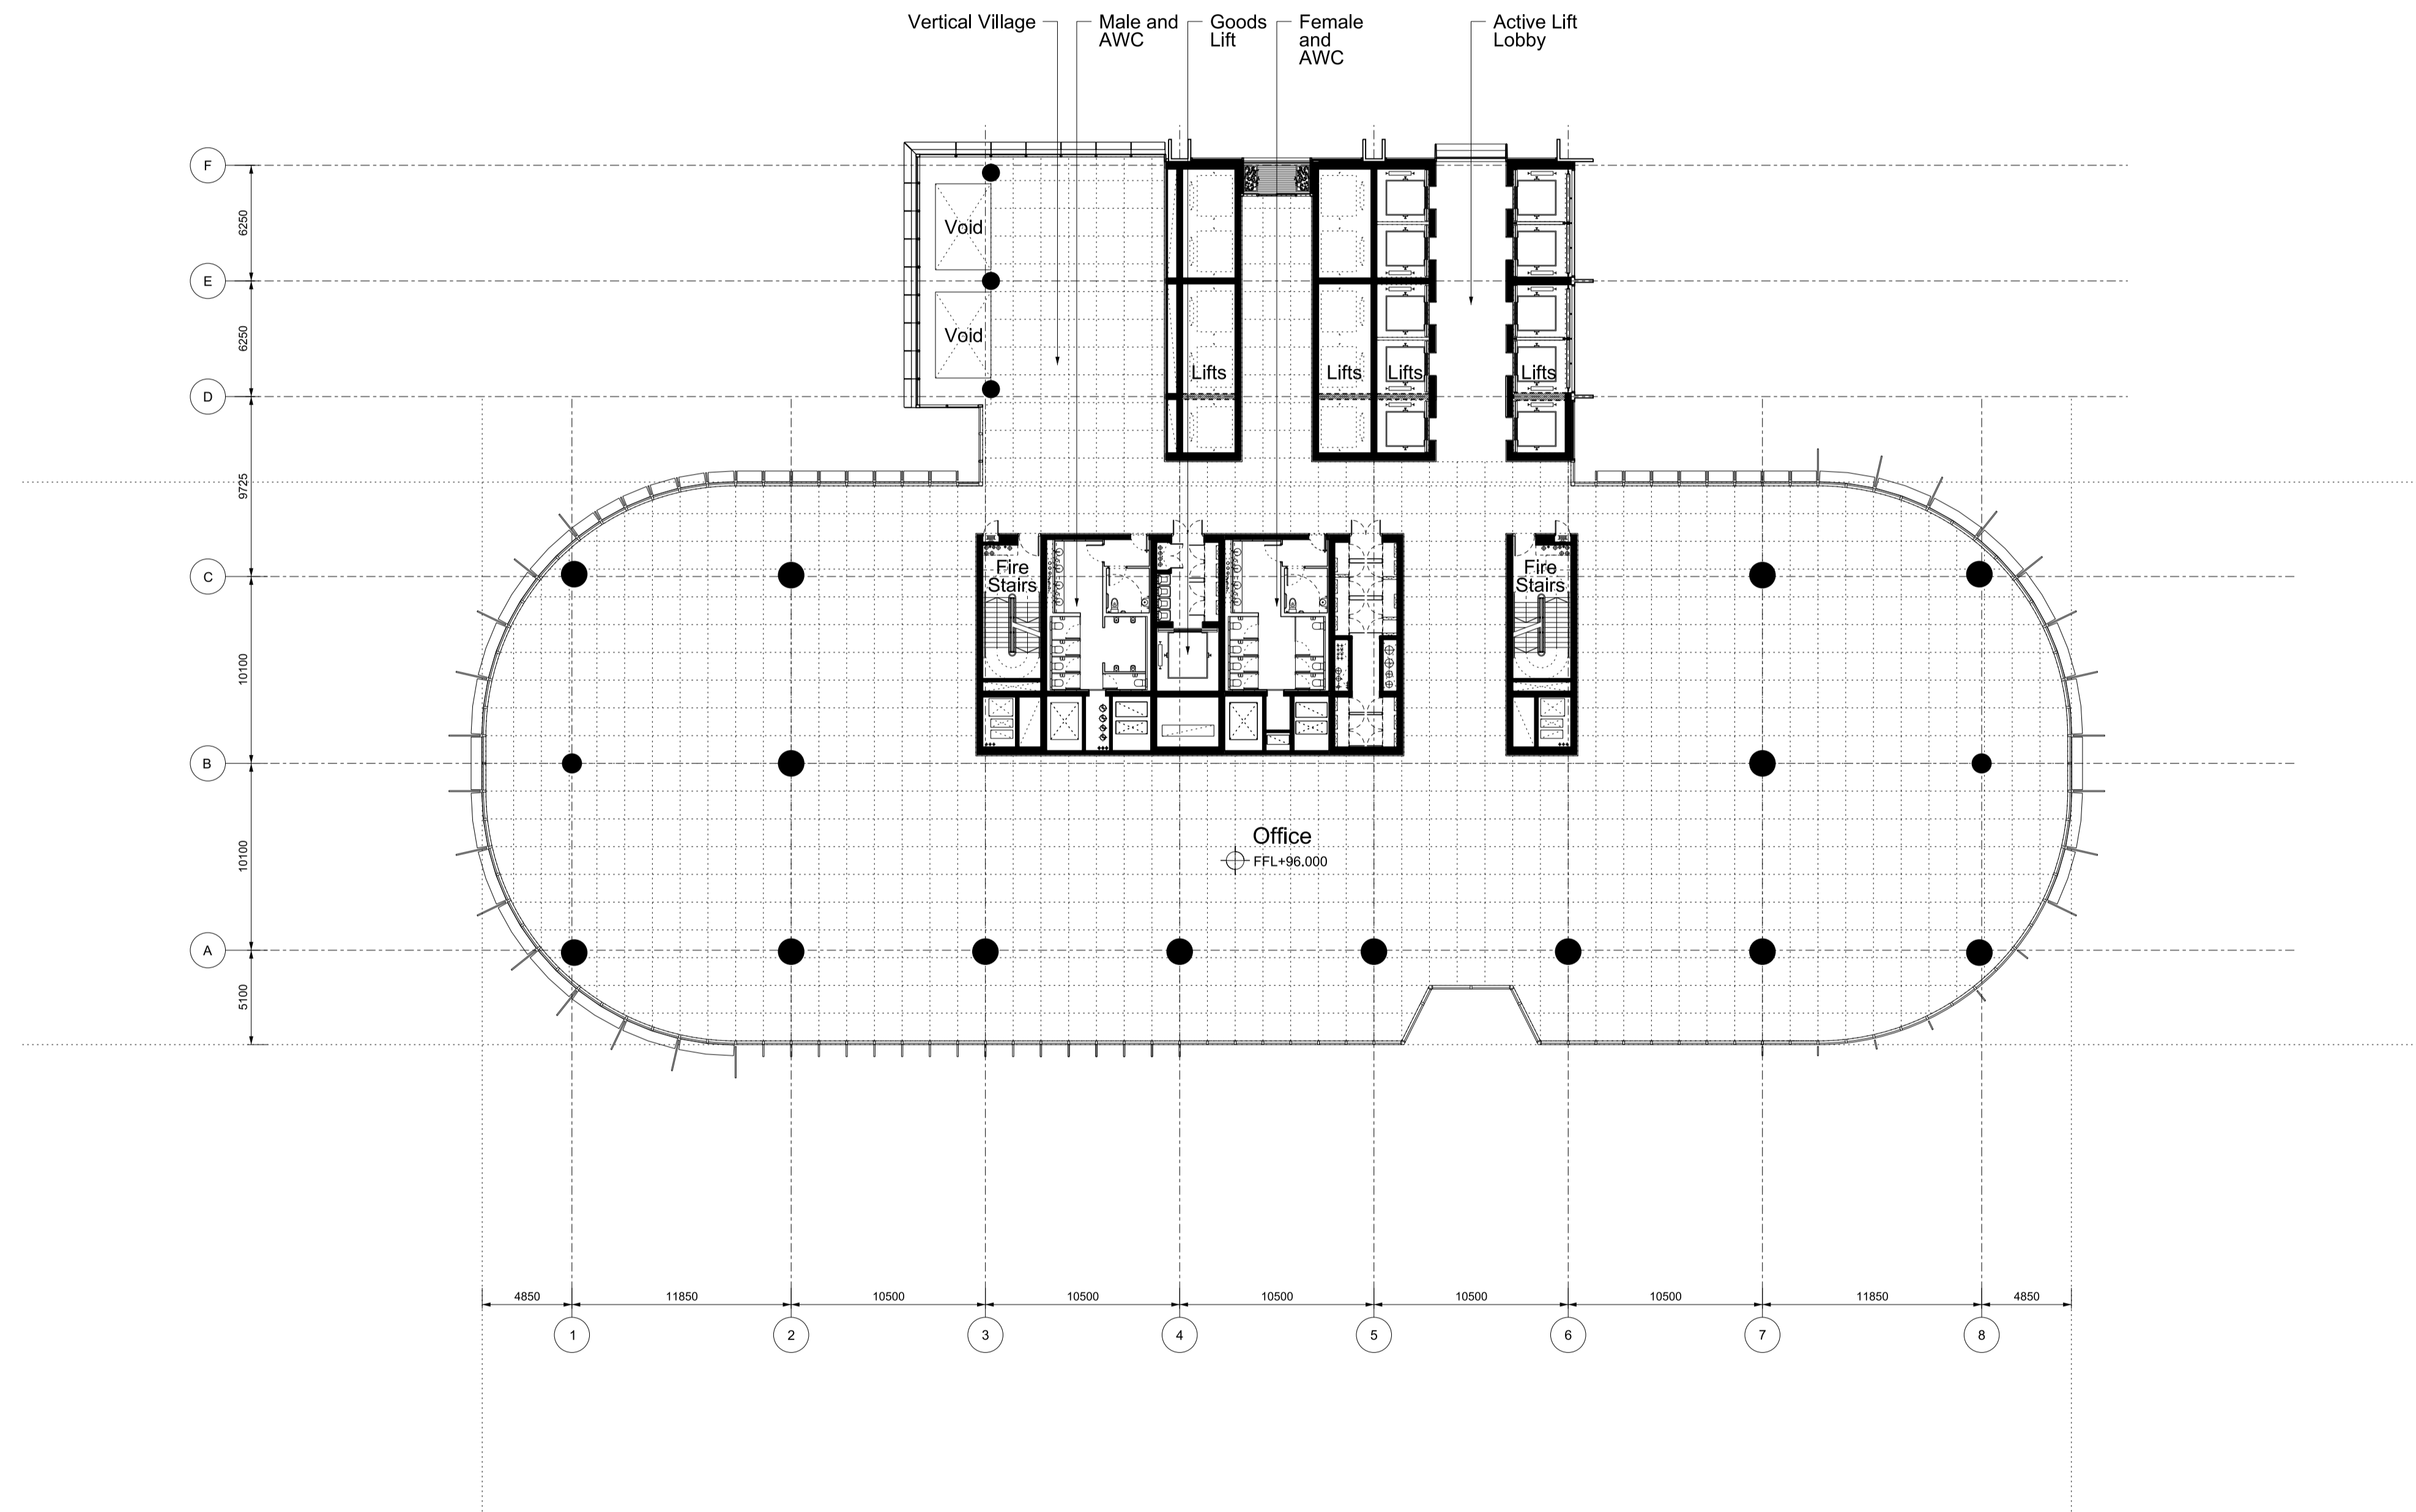 Vertical Village
Male and
AWC
Goods
Lift
Female
and
AWC
Active Lift
Lobby
F
6250
Void
E
6250
Void
Lifts
Lifts
Lifts
Lifts
D
9725
Fire
Stairs
Fire
Stairs
C
10100
B
10100
Office
FFL+96.000
A
5100
4850
11850
10500
10500
10500
10500
10500
11850
4850
1
2
3
4
5
6
7
8